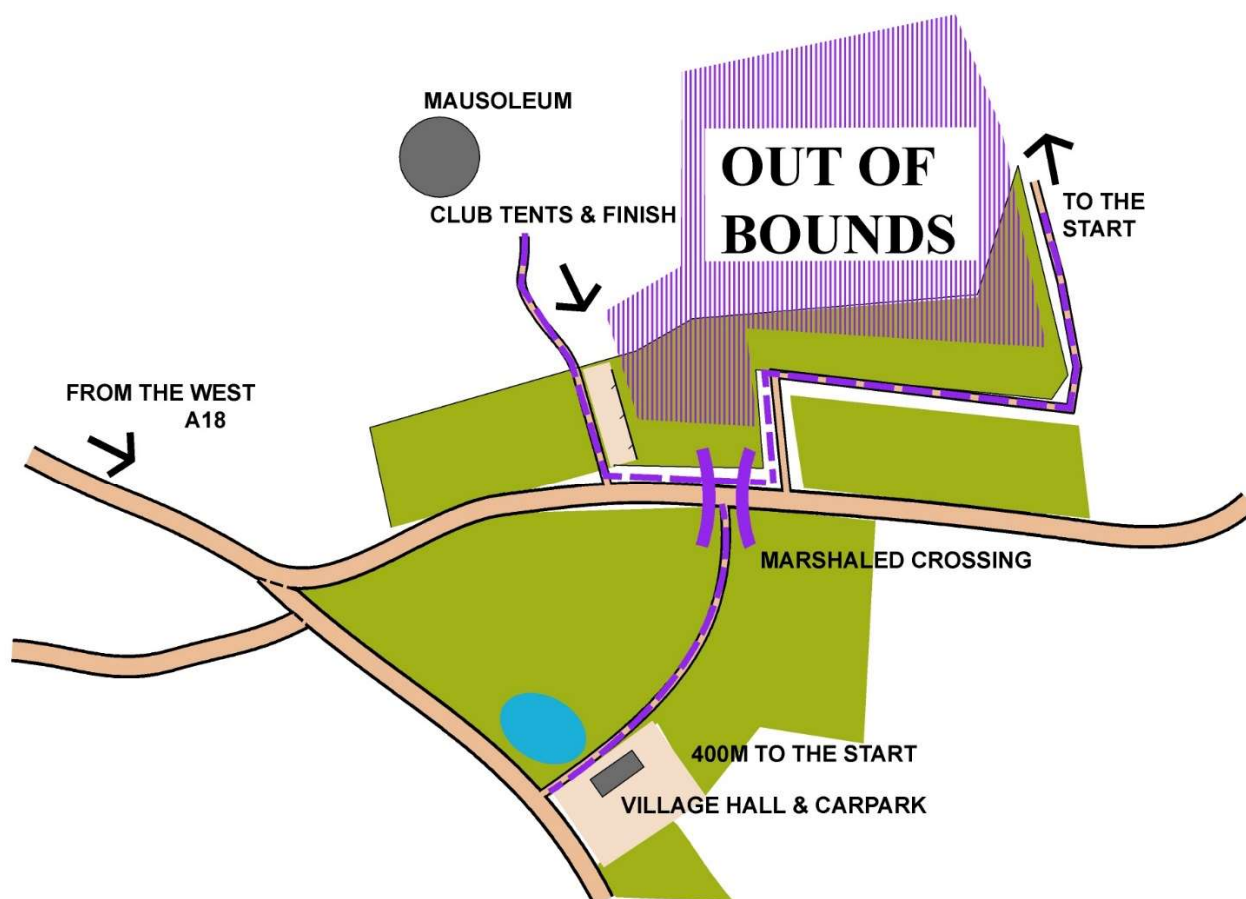 MAUSOLEUM
CLUB TENTS & FINISH
OUT OF
BOUNDS
TO THE
START
FROM THE WEST
A18
MARSHALED CROSSING
400M TO THE START
VILLAGE HALL & CARPARK